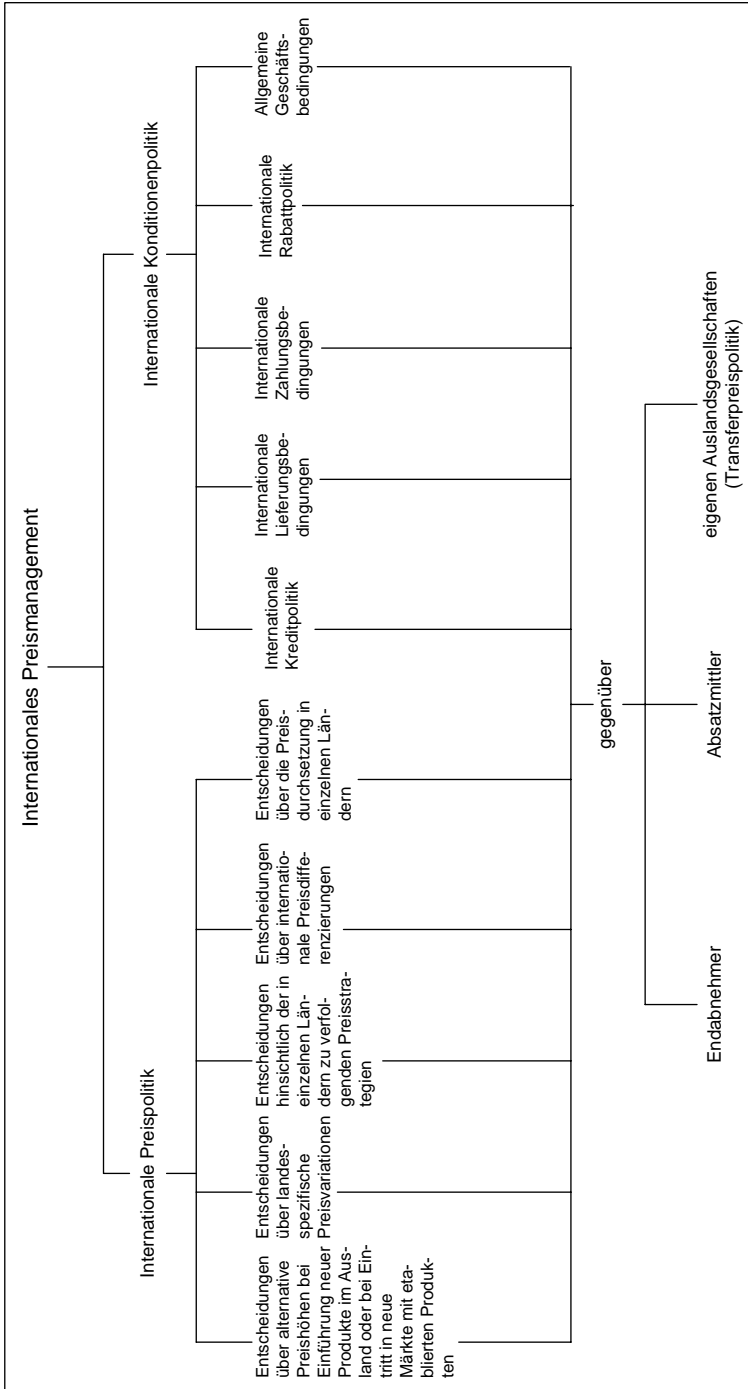 Internationales Preismanagement
Internationale Preispolitik
Internationale Konditionenpolitik
Entscheidungen
über alternative
Preishöhen bei
Einführung neuer
Produkte im Aus-
land oder bei Ein-
tritt in neue
Märkte mit eta-
blierten Produk-
ten
Entscheidungen
über landes-
spezifische
Preisvariationen
Entscheidungen
hinsichtlich der in
einzelnen Län-
dern zu verfol-
genden Preisstra-
tegien
Entscheidungen
über internatio-
nale Preisdiffe-
renzierungen
Entscheidungen
über die Preis-
durchsetzung in
einzelnen Län-
dern
Internationale
Kreditpolitik
Internationale
Lieferungsbe-
dingungen
Internationale
Zahlungsbe-
dingungen
Internationale
Rabattpolitik
Allgemeine
Geschäfts-
bedingungen
gegenüber
Endabnehmer
Absatzmittler
eigenen Auslandsgesellschaften
(Transferpreispolitik)